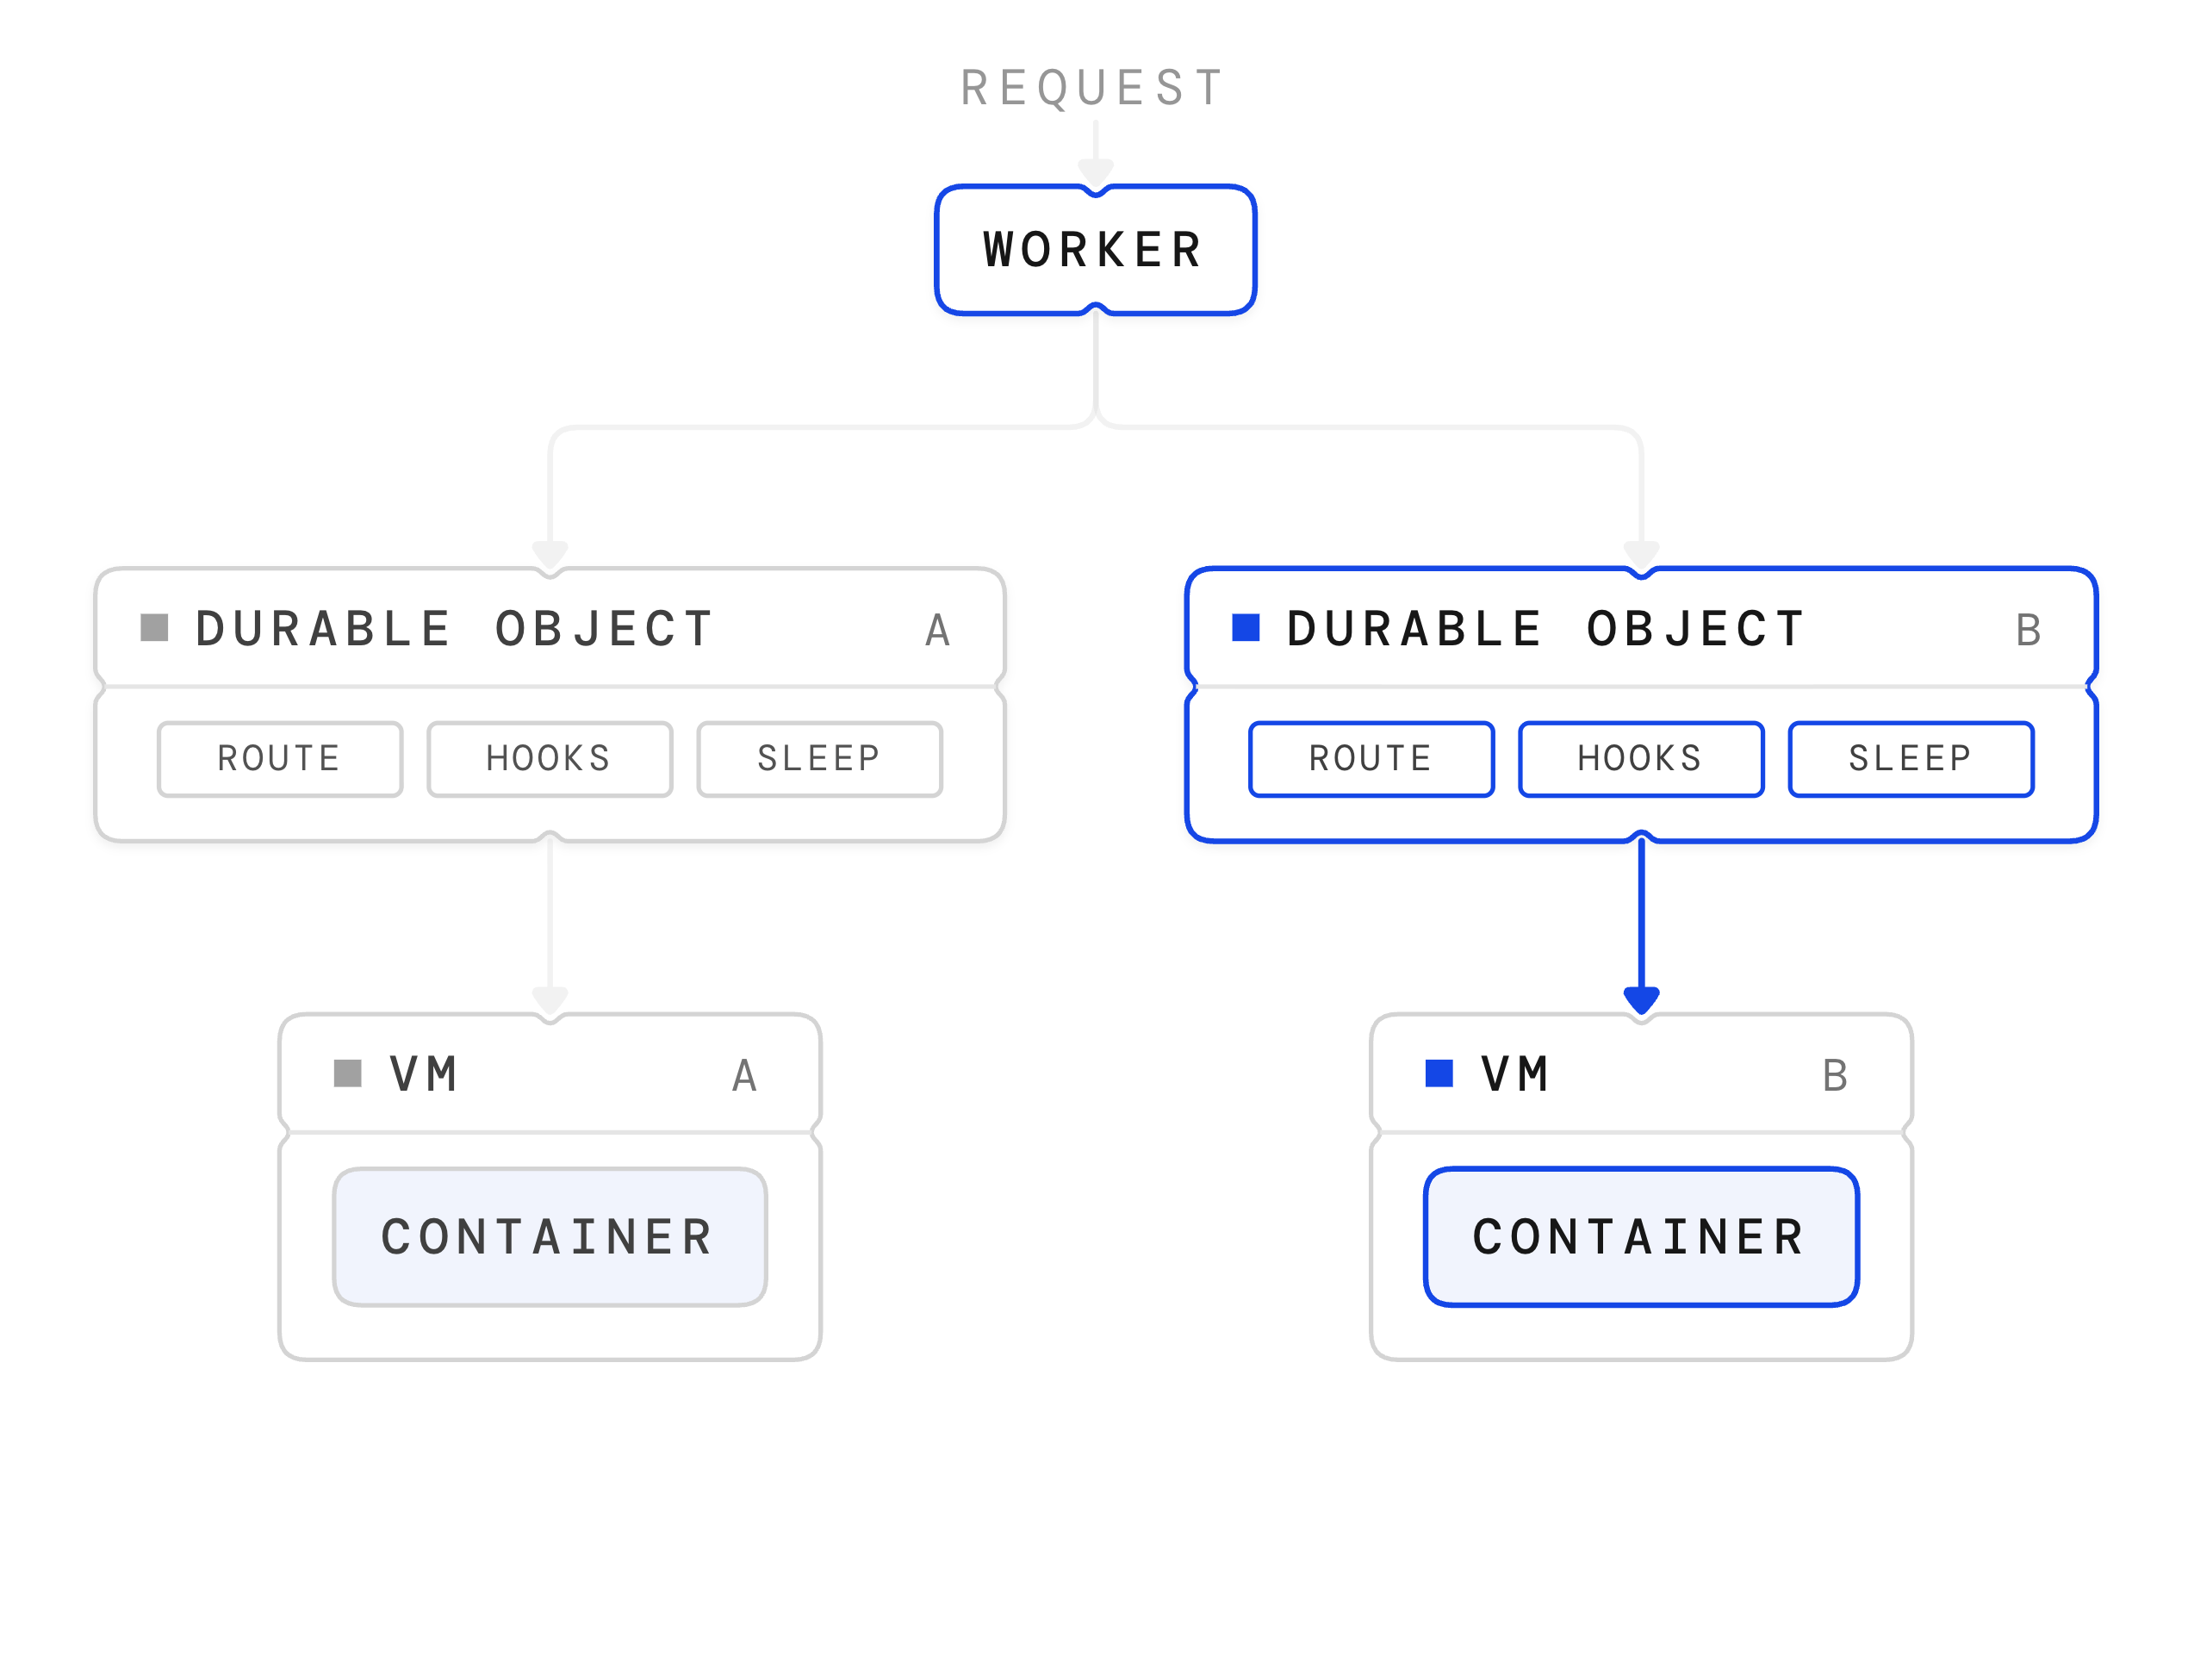 REQUEST
WORKER
DURABLE OBJECT A
ROUTE HOOKS SLEEP
DURABLE OBJECT B
ROUTE HOOKS SLEEP
VM A
CONTAINER
VM B
CONTAINER